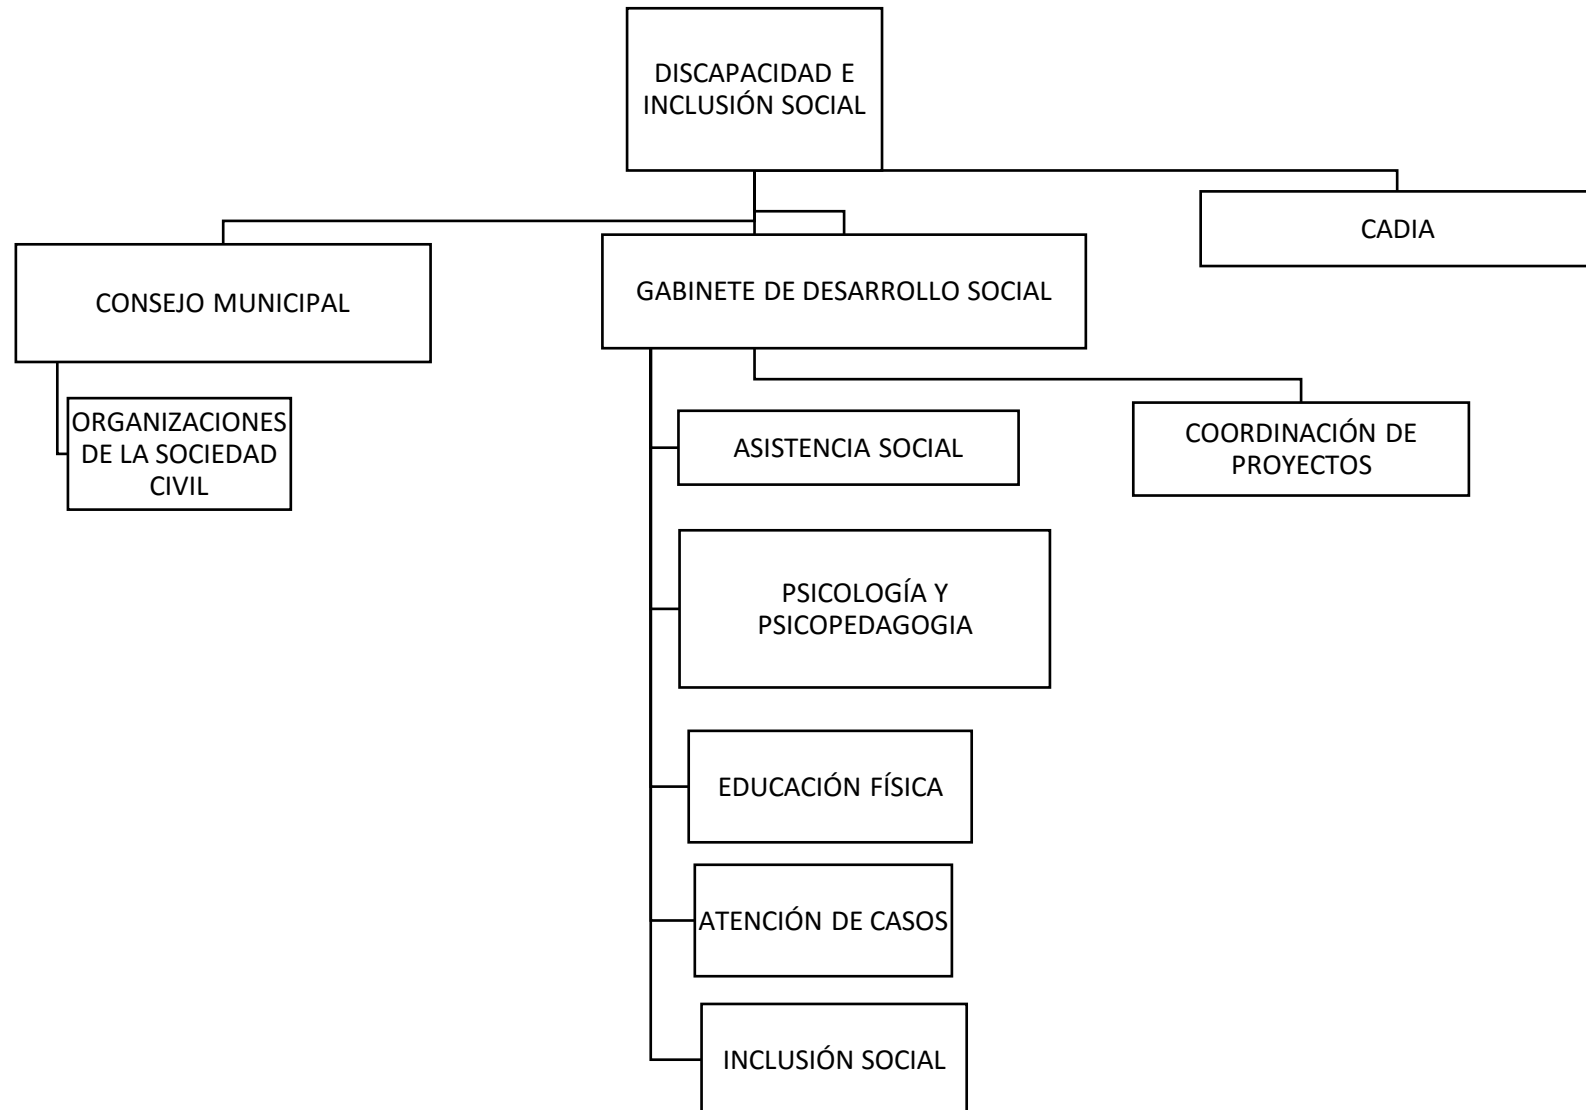 DISCAPACIDAD E
INCLUSIÓN SOCIAL
CADIA
CONSEJO MUNICIPAL
GABINETE DE DESARROLLO SOCIAL
ORGANIZACIONES
DE LA SOCIEDAD
CIVIL
ASISTENCIA SOCIAL
COORDINACIÓN DE
PROYECTOS
PSICOLOGÍA Y
PSICOPEDAGOGIA
EDUCACIÓN FÍSICA
ATENCIÓN DE CASOS
INCLUSIÓN SOCIAL